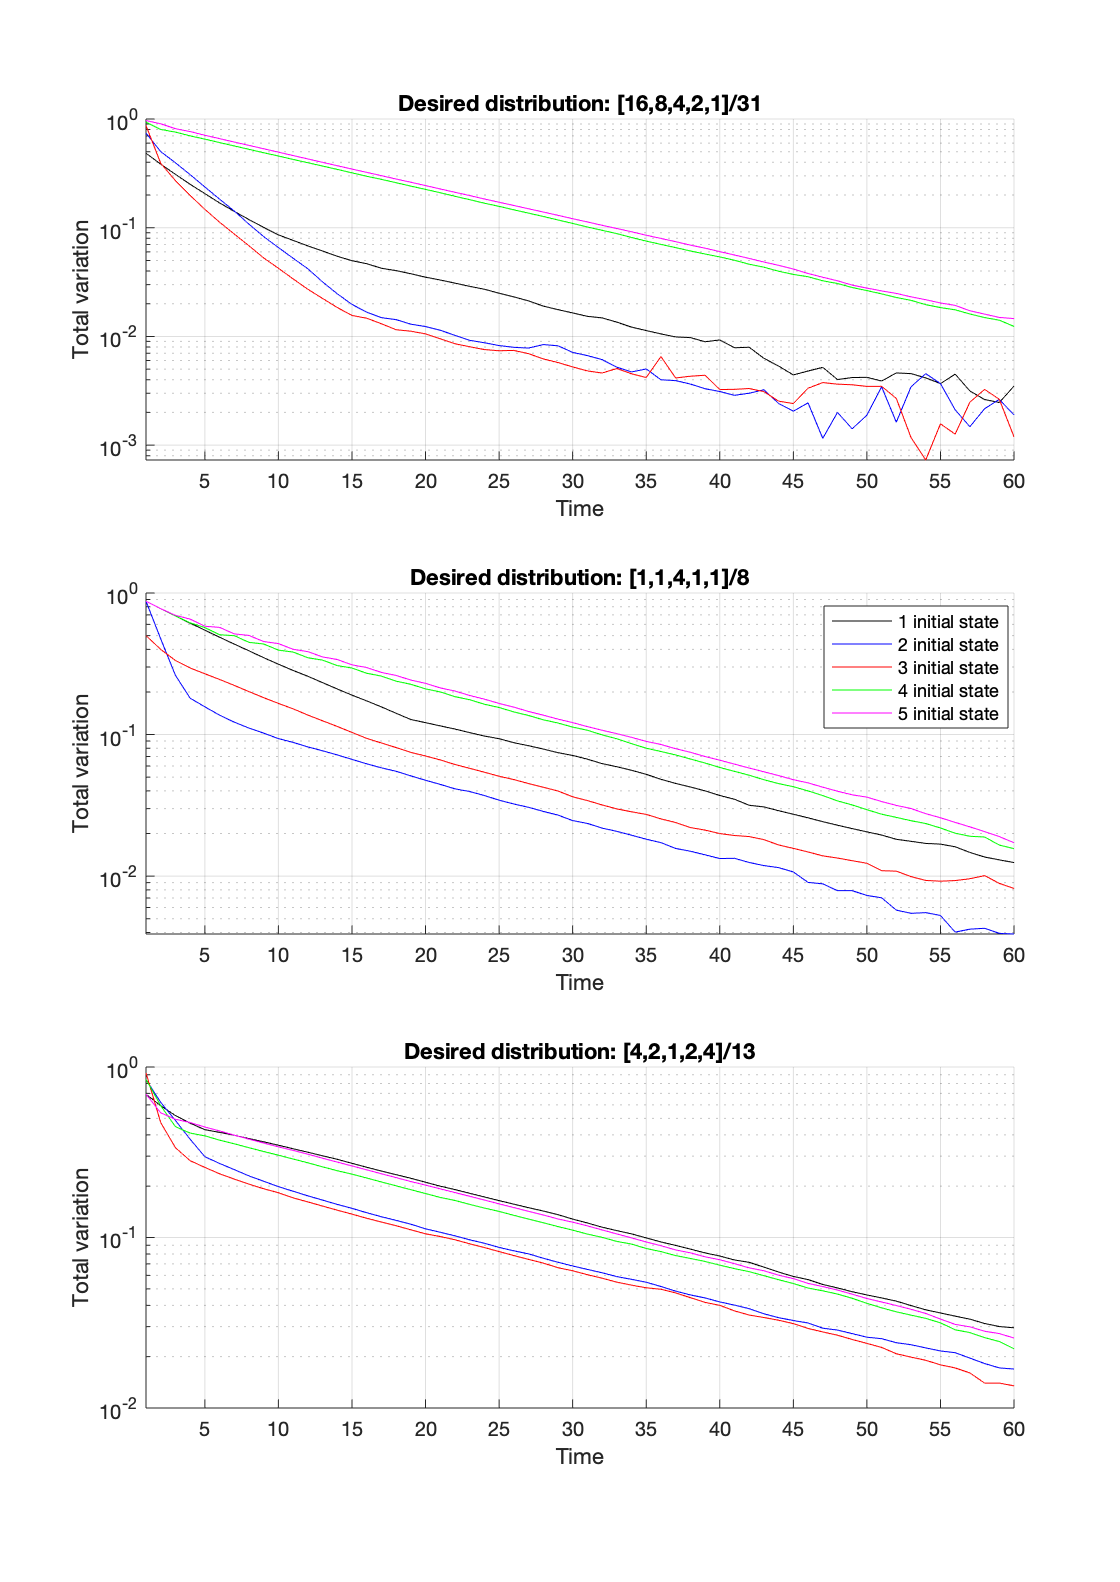 Desired distribution: [16,8,4,2,1]/31
10^0
10^-1
10^-2
10^-3
Total variation
5 10 15 20 25 30 35 40 45 50 55 60
Time
Desired distribution: [1,1,4,1,1]/8
10^0
10^-1
10^-2
Total variation
1 initial state
2 initial state
3 initial state
4 initial state
5 initial state
5 10 15 20 25 30 35 40 45 50 55 60
Time
Desired distribution: [4,2,1,2,4]/13
10^0
10^-1
10^-2
Total variation
5 10 15 20 25 30 35 40 45 50 55 60
Time